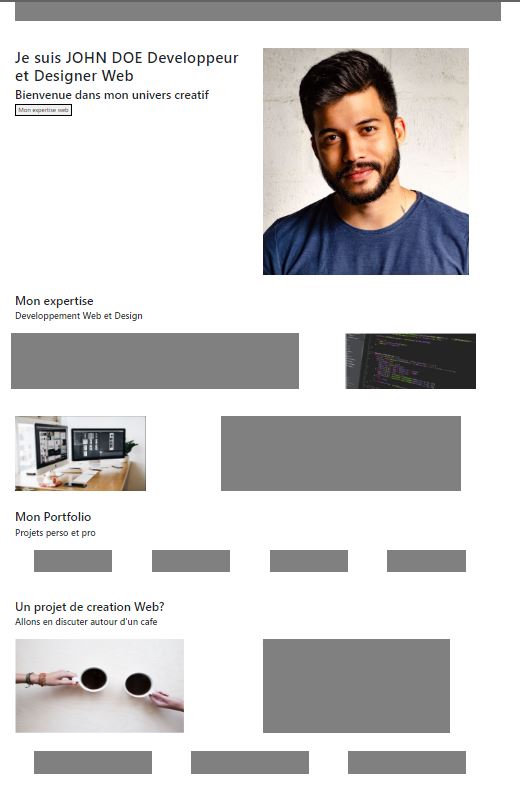 Je suis JOHN DOE Developpeur
et Designer Web
Bienvenue dans mon univers creatif
Mon expertise web
Mon expertise
Developpement Web et Design
Mon Portfolio
Projets perso et pro
Un projet de creation Web?
Allons en discuter autour d'un cafe